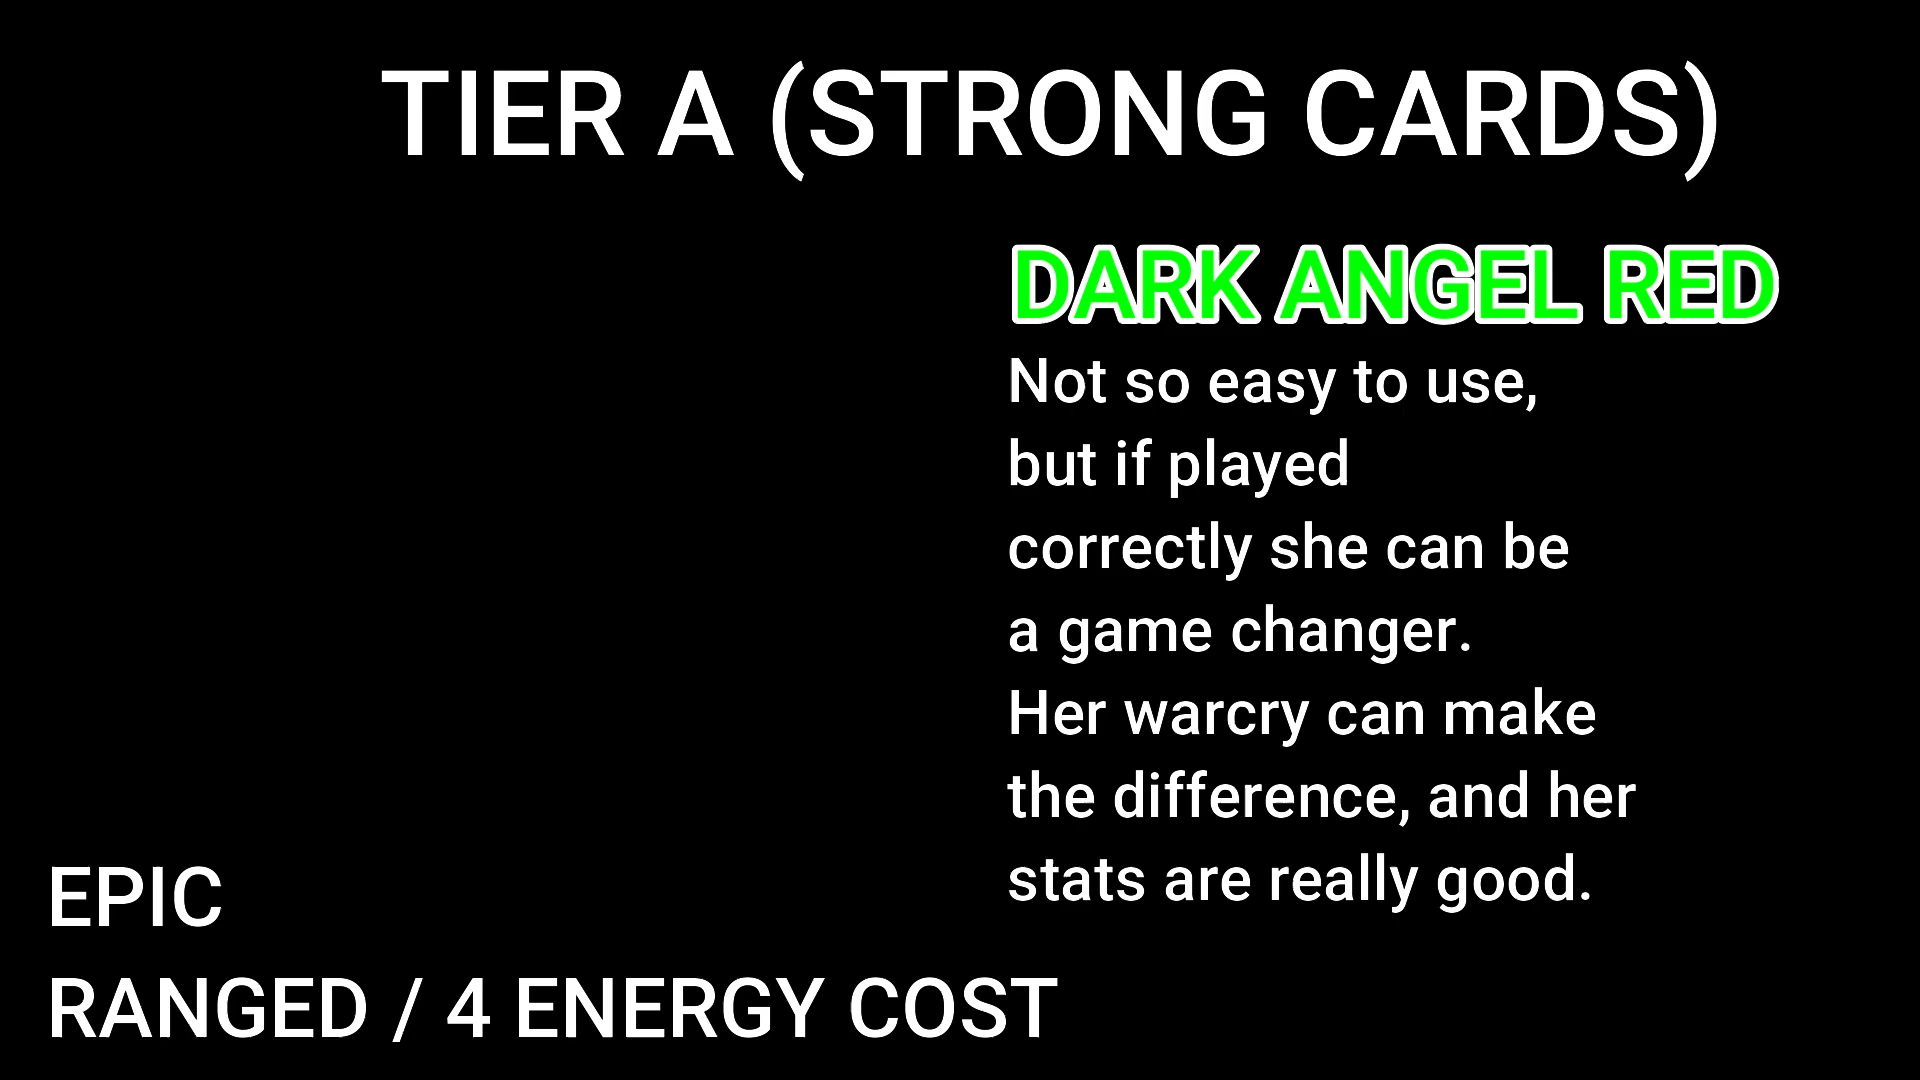 TIER A (STRONG CARDS)
DARK ANGEL RED
Not so easy to use,
but if played
correctly she can be
a game changer.
Her warcry can make
the difference, and her
stats are really good.
EPIC
RANGED / 4 ENERGY COST